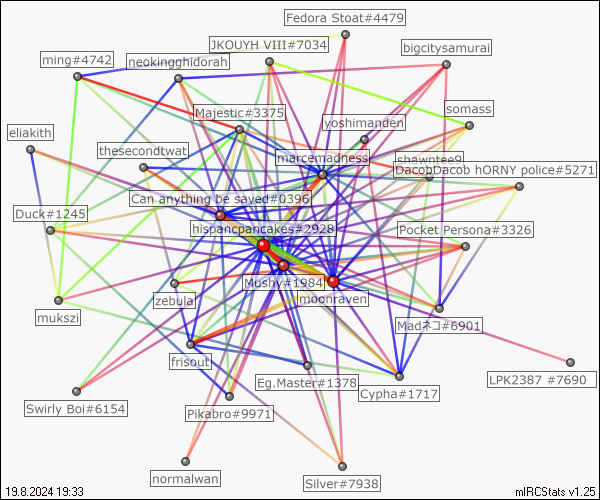 Fedora Stoat#4479
JKOUYH VIII#7034
bigcitysamurai
ming#4742
neokingghidorah
Majestic#3375
somass
yoshimanden
eliakith
thesecondtwat
marcemadness
shawntee9
DacobDacob hORNY police#5271
Can anything be saved#0396
Duck#1245
hispancpancakes#2928
Pocket Persona#3326
Mushy#1984
moonraven
zebula
mukszi
Madネコ#6901
frisout
Eg.Master#1378
LPK2387 #7690
Cypha#1717
Swirly Boi#6154
Pikabro#9971
normalwan
Silver#7938
19.8.2024 19:33
mIRCStats v1.25